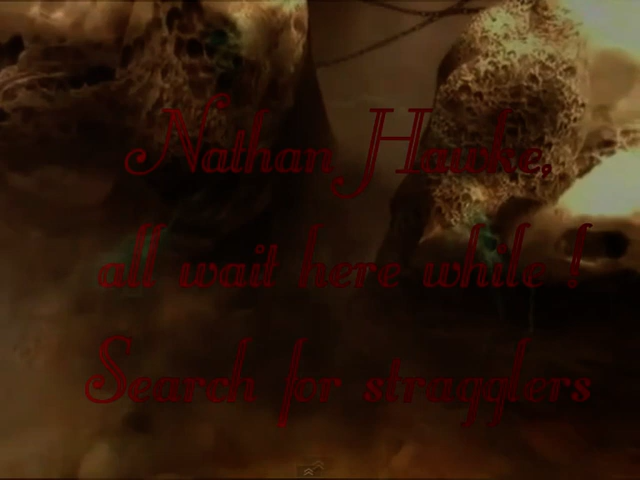 Nathan Hawke,
all wait here while !
Search for stragglers